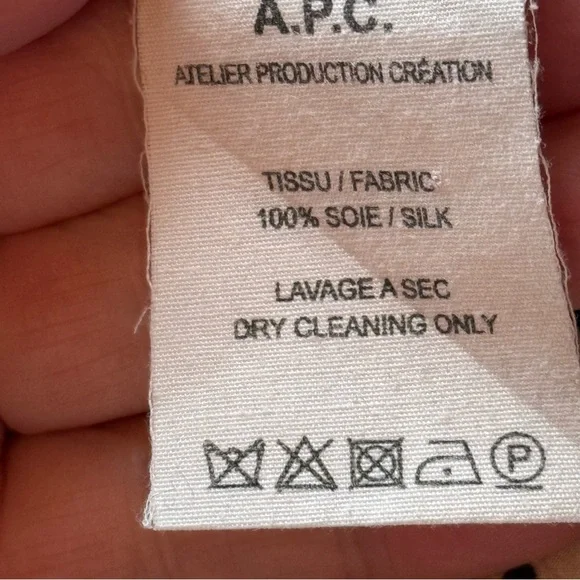 A.P.C.
ATELIER PRODUCTION CRÉATION
TISSU / FABRIC
100% SOIE / SILK
LAVAGE A SEC
DRY CLEANING ONLY
P